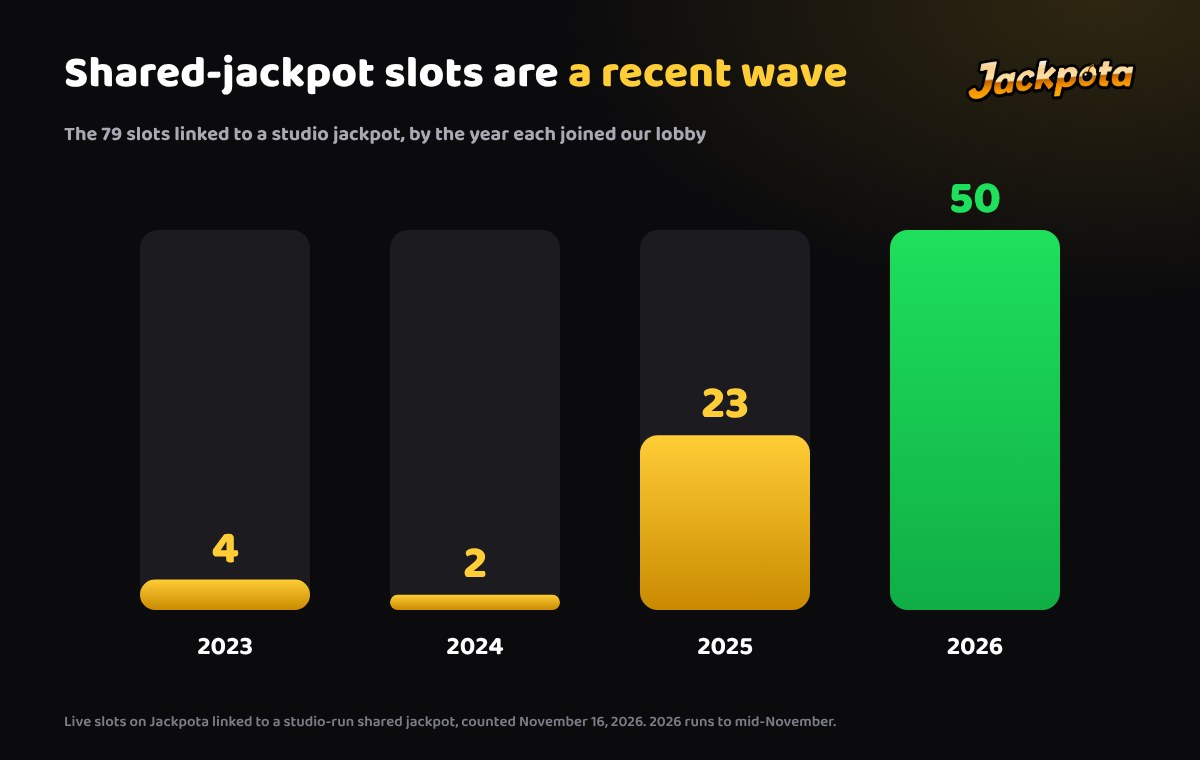 Shared-jackpot slots are a recent wave
Jackpota
The 79 slots linked to a studio jackpot, by the year each joined our lobby
4
2
23
50
2023
2024
2025
2026
Live slots on Jackpota linked to a studio-run shared jackpot, counted November 16, 2026. 2026 runs to mid-November.